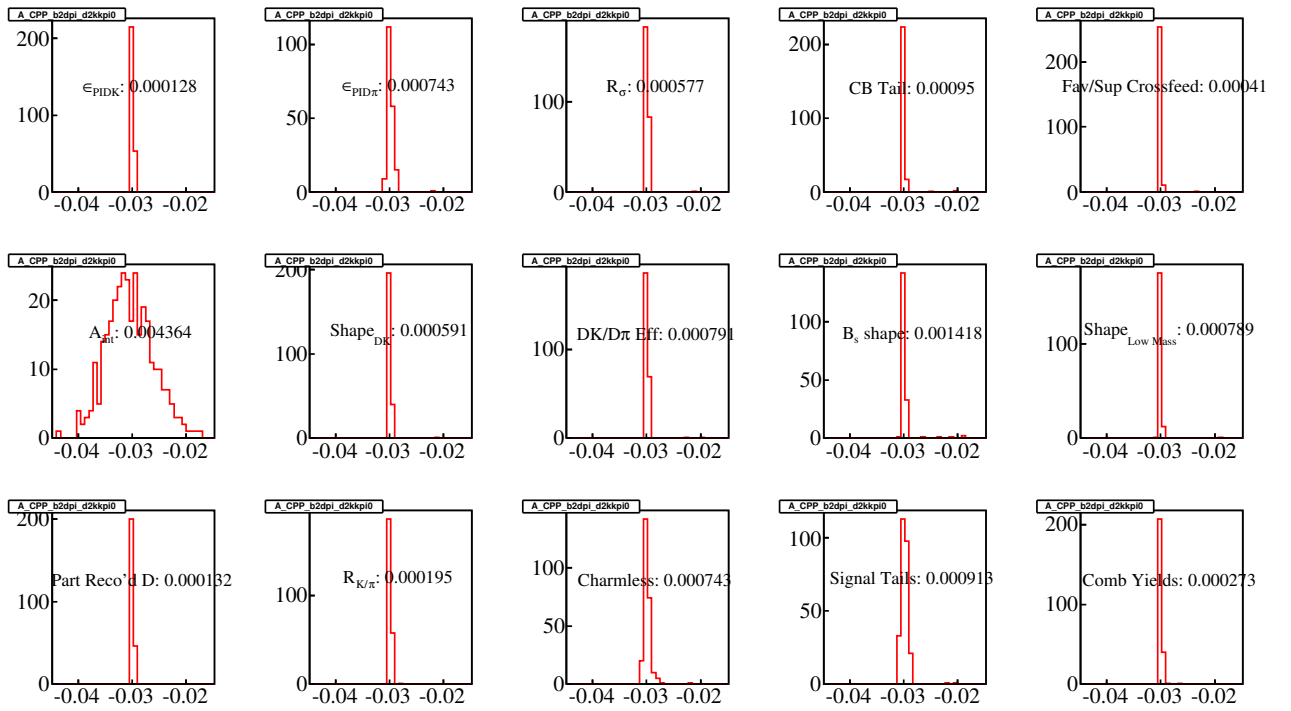 A_CPP_b2dpi_d2kkpi0
200
100
0
∈PIDK: 0.000128
-0.04 -0.03 -0.02
A_CPP_b2dpi_d2kkpi0
100
50
0
∈PIDπ: 0.000743
-0.04 -0.03 -0.02
A_CPP_b2dpi_d2kkpi0
100
0
Rσ: 0.000577
-0.04 -0.03 -0.02
A_CPP_b2dpi_d2kkpi0
200
100
0
CB Tail: 0.00095
-0.04 -0.03 -0.02
A_CPP_b2dpi_d2kkpi0
200
100
0
Fav/Sup Crossfeed: 0.00041
-0.04 -0.03 -0.02
A_CPP_b2dpi_d2kkpi0
20
10
0
Aint: 0.004364
-0.04 -0.03 -0.02
A_CPP_b2dpi_d2kkpi0
200
100
0
ShapeDK: 0.000591
-0.04 -0.03 -0.02
A_CPP_b2dpi_d2kkpi0
100
0
DK/Dπ Eff: 0.000791
-0.04 -0.03 -0.02
A_CPP_b2dpi_d2kkpi0
100
50
0
Bs shape: 0.001418
-0.04 -0.03 -0.02
A_CPP_b2dpi_d2kkpi0
100
0
ShapeLow Mass: 0.000789
-0.04 -0.03 -0.02
A_CPP_b2dpi_d2kkpi0
200
100
0
Part Reco'd D: 0.000132
-0.04 -0.03 -0.02
A_CPP_b2dpi_d2kkpi0
100
0
RK/π: 0.000195
-0.04 -0.03 -0.02
A_CPP_b2dpi_d2kkpi0
100
50
0
Charmless: 0.000743
-0.04 -0.03 -0.02
A_CPP_b2dpi_d2kkpi0
100
50
0
Signal Tails: 0.000913
-0.04 -0.03 -0.02
A_CPP_b2dpi_d2kkpi0
200
100
0
Comb Yields: 0.000273
-0.04 -0.03 -0.02